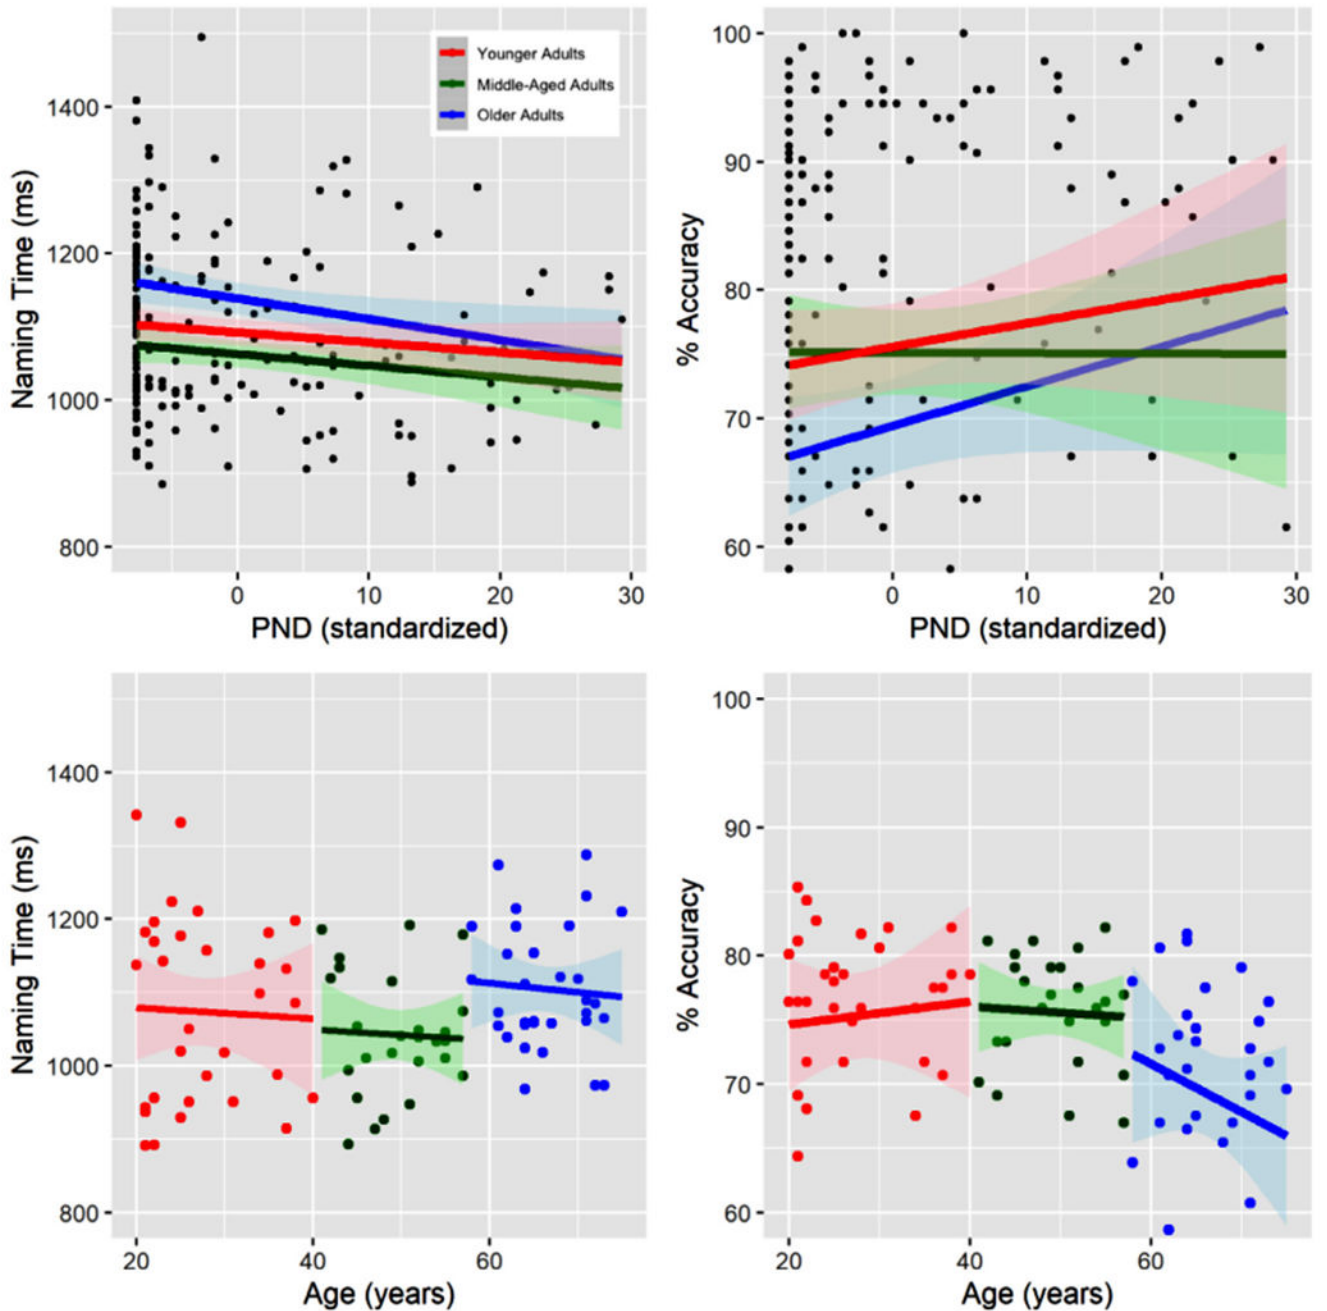 1400
1200
1000
800
Naming Time (ms)
Younger Adults
Middle-Aged Adults
Older Adults
0 10 20 30
PND (standardized)
100
90
80
70
60
% Accuracy
0 10 20 30
PND (standardized)
1400
1200
1000
800
Naming Time (ms)
20 40 60
Age (years)
100
90
80
70
60
% Accuracy
20 40 60
Age (years)